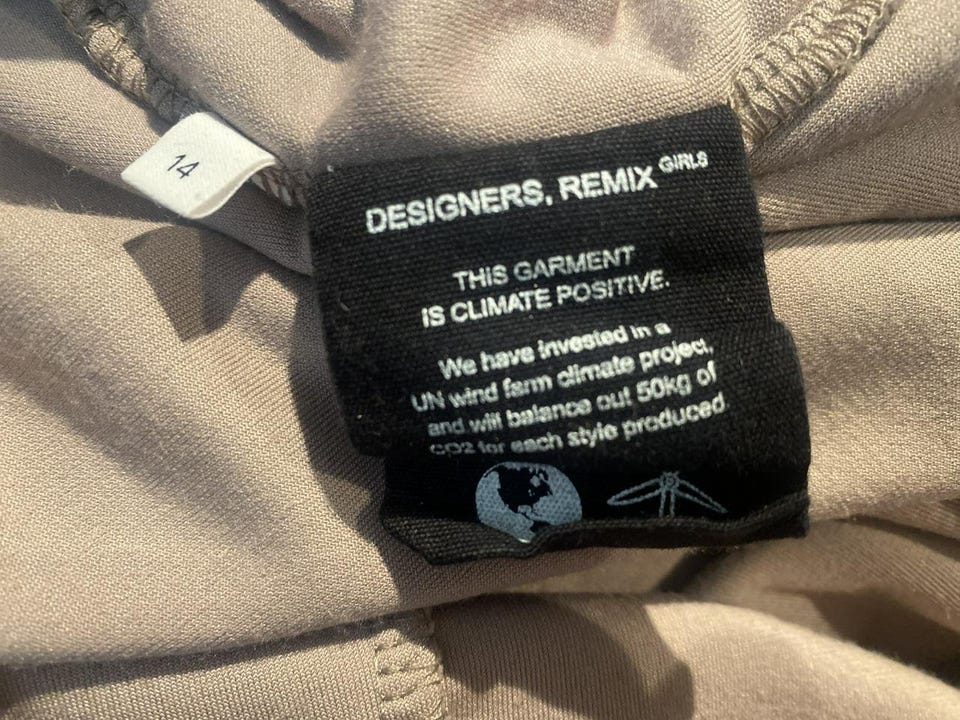 14
DESIGNERS, REMIX GIRLS
THIS GARMENT
IS CLIMATE POSITIVE.
We have invested in a
UN wind farm climate project,
and will balance out 50kg of
CO2 for each style produced